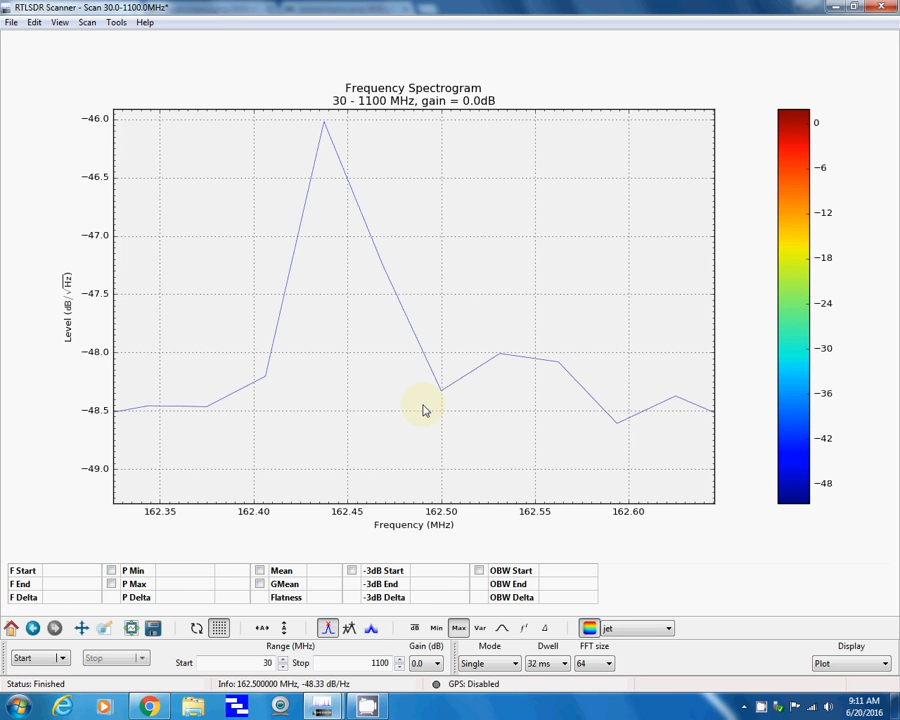 RTLSDR Scanner - Scan 30.0-1100.0MHz*
File Edit View Scan Tools Help
Frequency Spectrogram
30 - 1100 MHz, gain = 0.0dB
−46.0
−46.5
−47.0
−47.5
−48.0
−48.5
−49.0
Level (dB/√Hz)
162.35 162.40 162.45 162.50 162.55 162.60
Frequency (MHz)
0
−6
−12
−18
−24
−30
−36
−42
−48
F Start P Min Mean -3dB Start OBW Start
F End P Max GMean -3dB End OBW End
F Delta P Delta Flatness -3dB Delta OBW Delta
dB Min Max Var f' Δ jet
Range (MHz) Gain (dB) Mode Dwell FFT size Display
Start Stop Start 30 Stop 1100 0.0 Single 32 ms 64 Plot
Status: Finished Info: 162.500000 MHz, -48.33 dB/Hz GPS: Disabled
9:11 AM
6/20/2016